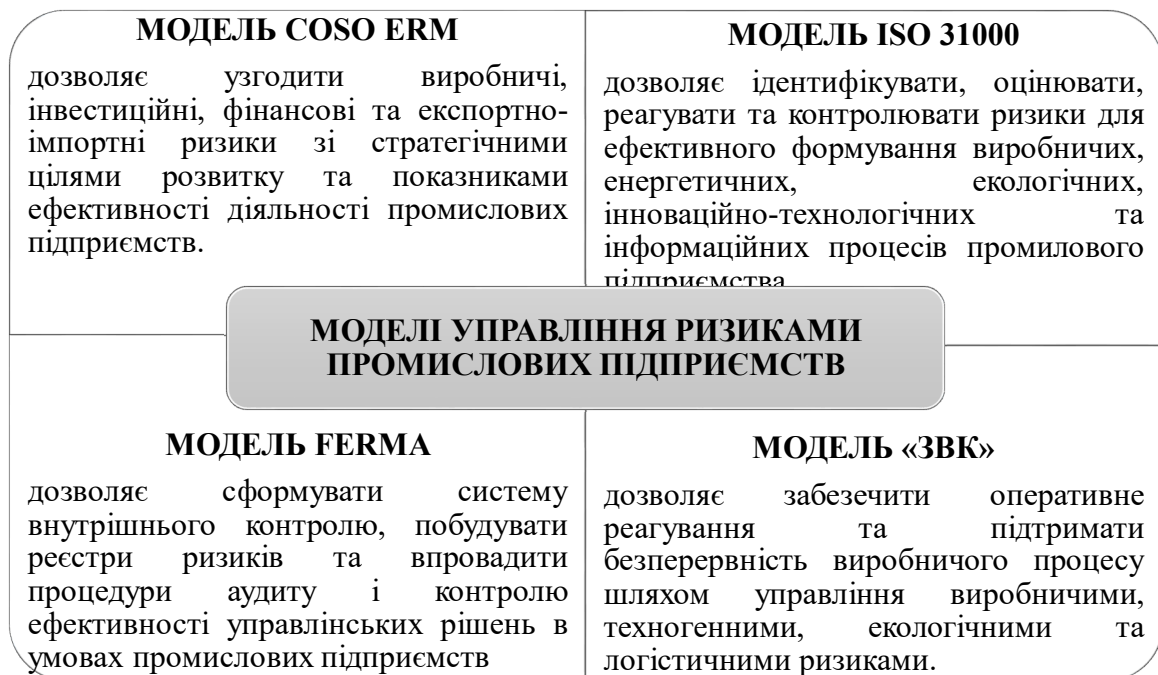 МОДЕЛЬ COSO ERM
дозволяє узгодити виробничі,
інвестиційні, фінансові та експортно-
імпортні ризики зі стратегічними
цілями розвитку та показниками
ефективності діяльності промислових
підприємств.
МОДЕЛЬ ISO 31000
дозволяє ідентифікувати, оцінювати,
реагувати та контролювати ризики для
ефективного формування виробничих,
енергетичних, екологічних,
інноваційно-технологічних та
інформаційних процесів промилового
підприємства
МОДЕЛІ УПРАВЛІННЯ РИЗИКАМИ
ПРОМИСЛОВИХ ПІДПРИЄМСТВ
МОДЕЛЬ FERMA
дозволяє сформувати систему
внутрішнього контролю, побудувати
реєстри ризиків та впровадити
процедури аудиту і контролю
ефективності управлінських рішень в
умовах промислових підприємств
МОДЕЛЬ «ЗВК»
дозволяє забезечити оперативне
реагування та підтримати
безперервність виробничого процесу
шляхом управління виробничими,
техногенними, екологічними та
логістичними ризиками.